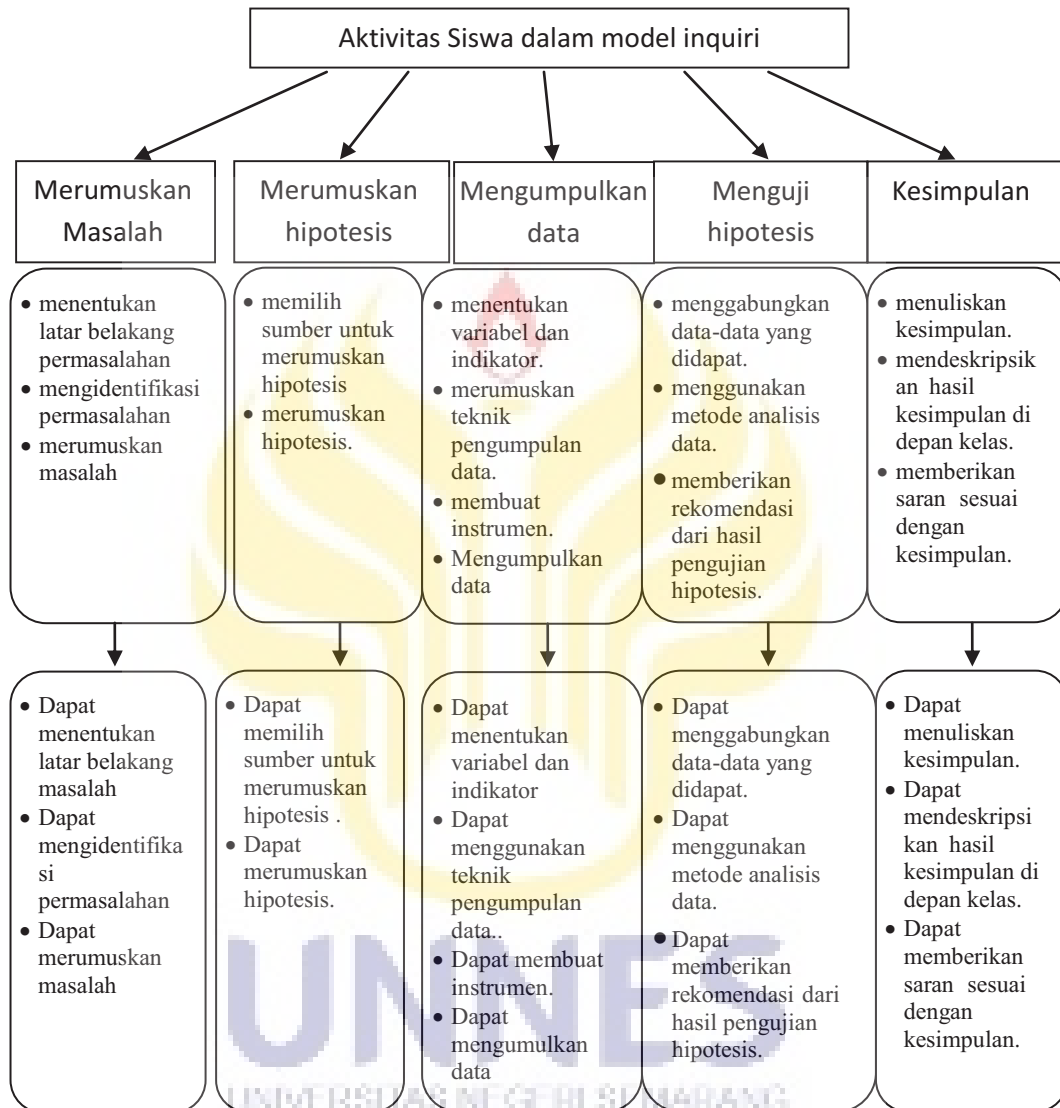 Aktivitas Siswa dalam model inquiri
Merumuskan
Masalah
Merumuskan
hipotesis
Mengumpulkan
data
Menguji
hipotesis
Kesimpulan
• menentukan
latar belakang
permasalahan
• mengidentifikasi
permasalahan
• merumuskan
masalah
• memilih
sumber untuk
merumuskan
hipotesis
• merumuskan
hipotesis.
• menentukan
variabel dan
indikator.
• merumuskan
teknik
pengumpulan
data.
• membuat
instrumen.
• Mengumpulkan
data
• menggabungkan
data-data yang
didapat.
• menggunakan
metode analisis
data.
• memberikan
rekomendasi
dari hasil
pengujian
hipotesis.
• menuliskan
kesimpulan.
• mendeskripsik
an hasil
kesimpulan di
depan kelas.
• memberikan
saran sesuai
dengan
kesimpulan.
• Dapat
menentukan
latar belakang
masalah
• Dapat
mengidentifika
si
permasalahan
• Dapat
merumuskan
masalah
• Dapat
memilih
sumber untuk
merumuskan
hipotesis .
• Dapat
merumuskan
hipotesis.
• Dapat
menentukan
variabel dan
indikator
• Dapat
menggunakan
teknik
pengumpulan
data..
• Dapat membuat
instrumen.
• Dapat
mengumulkan
data
• Dapat
menggabungkan
data-data yang
didapat.
• Dapat
menggunakan
metode analisis
data.
• Dapat
memberikan
rekomendasi dari
hasil pengujian
hipotesis.
• Dapat
menuliskan
kesimpulan.
• Dapat
mendeskripsi
kan hasil
kesimpulan di
depan kelas.
• Dapat
memberikan
saran sesuai
dengan
kesimpulan.
UNNES
UNIVERSITAS NEGERI SEMARANG